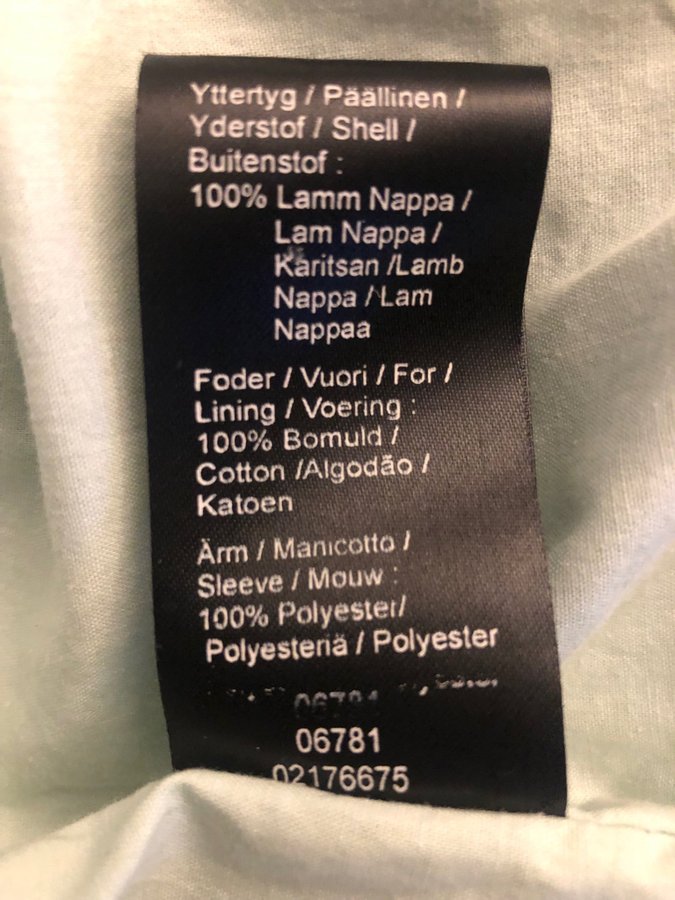 Yttertyg / Päällinen /
Yderstof / Shell /
Buitenstof :
100% Lamm Nappa /
Lam Nappa /
Karitsan /Lamb
Nappa /Lam
Nappaa
Foder / Vuori / For /
Lining / Voering :
100% Bomuld /
Cotton /Algodão /
Katoen
Ärm / Manicotto /
Sleeve / Mouw :
100% Polyester/
Polyesteriä / Polyester
06781
06781
02176675